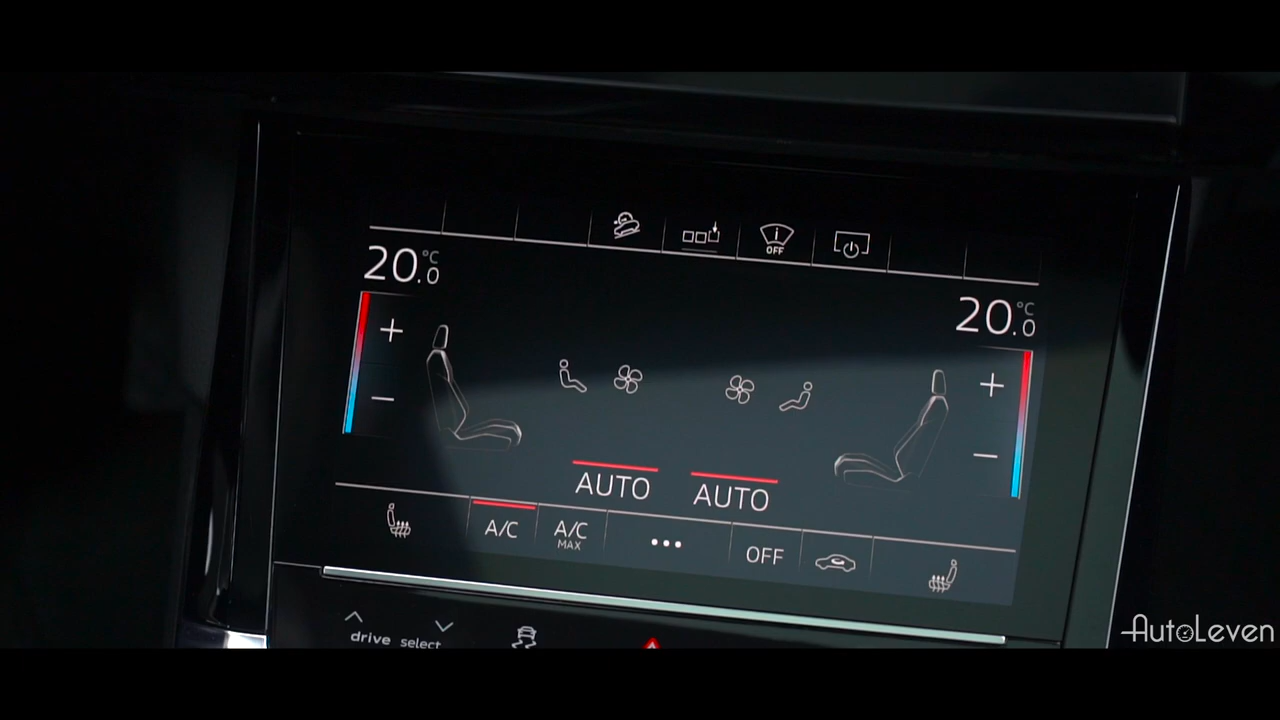 OFF
20.0 °C
20.0 °C
+
+
−
−
AUTO AUTO
A/C A/C MAX ••• OFF
drive select
AutoLeven